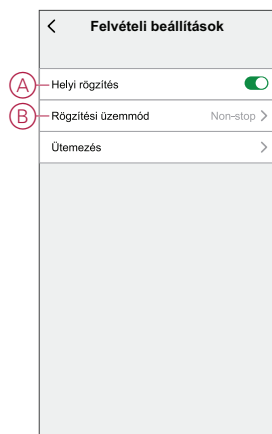 Felvételi beállítások
A Helyi rögzítés
B Rögzítési üzemmód Non-stop
Ütemezés